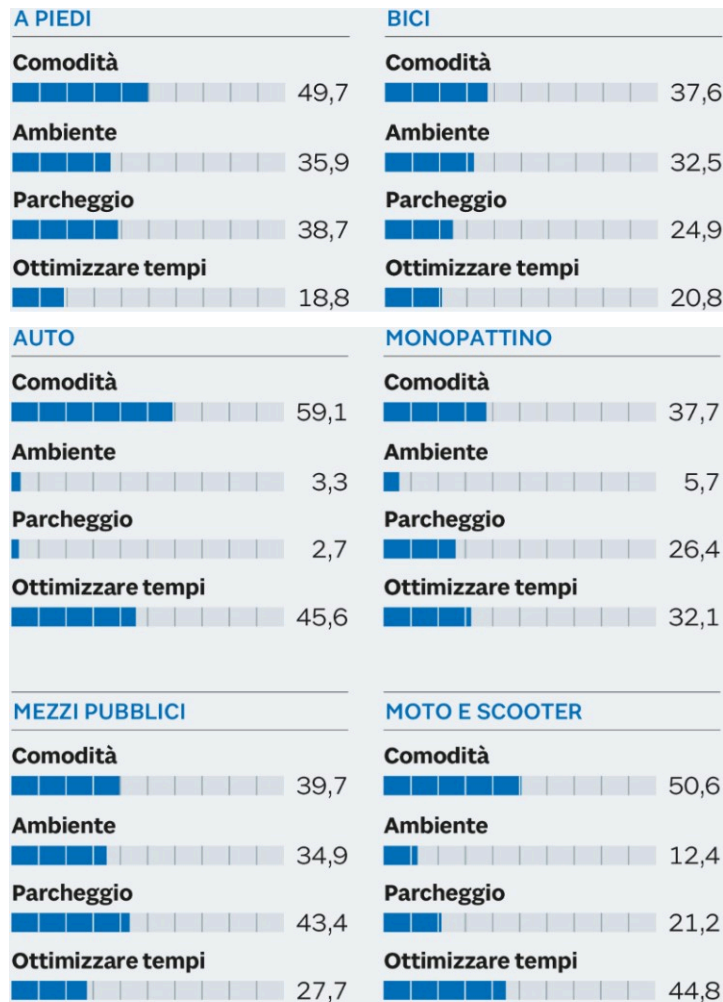 A PIEDI
Comodità
49,7
Ambiente
35,9
Parcheggio
38,7
Ottimizzare tempi
18,8
BICI
Comodità
37,6
Ambiente
32,5
Parcheggio
24,9
Ottimizzare tempi
20,8
AUTO
Comodità
59,1
Ambiente
3,3
Parcheggio
2,7
Ottimizzare tempi
45,6
MONOPATTINO
Comodità
37,7
Ambiente
5,7
Parcheggio
26,4
Ottimizzare tempi
32,1
MEZZI PUBBLICI
Comodità
39,7
Ambiente
34,9
Parcheggio
43,4
Ottimizzare tempi
27,7
MOTO E SCOOTER
Comodità
50,6
Ambiente
12,4
Parcheggio
21,2
Ottimizzare tempi
44,8